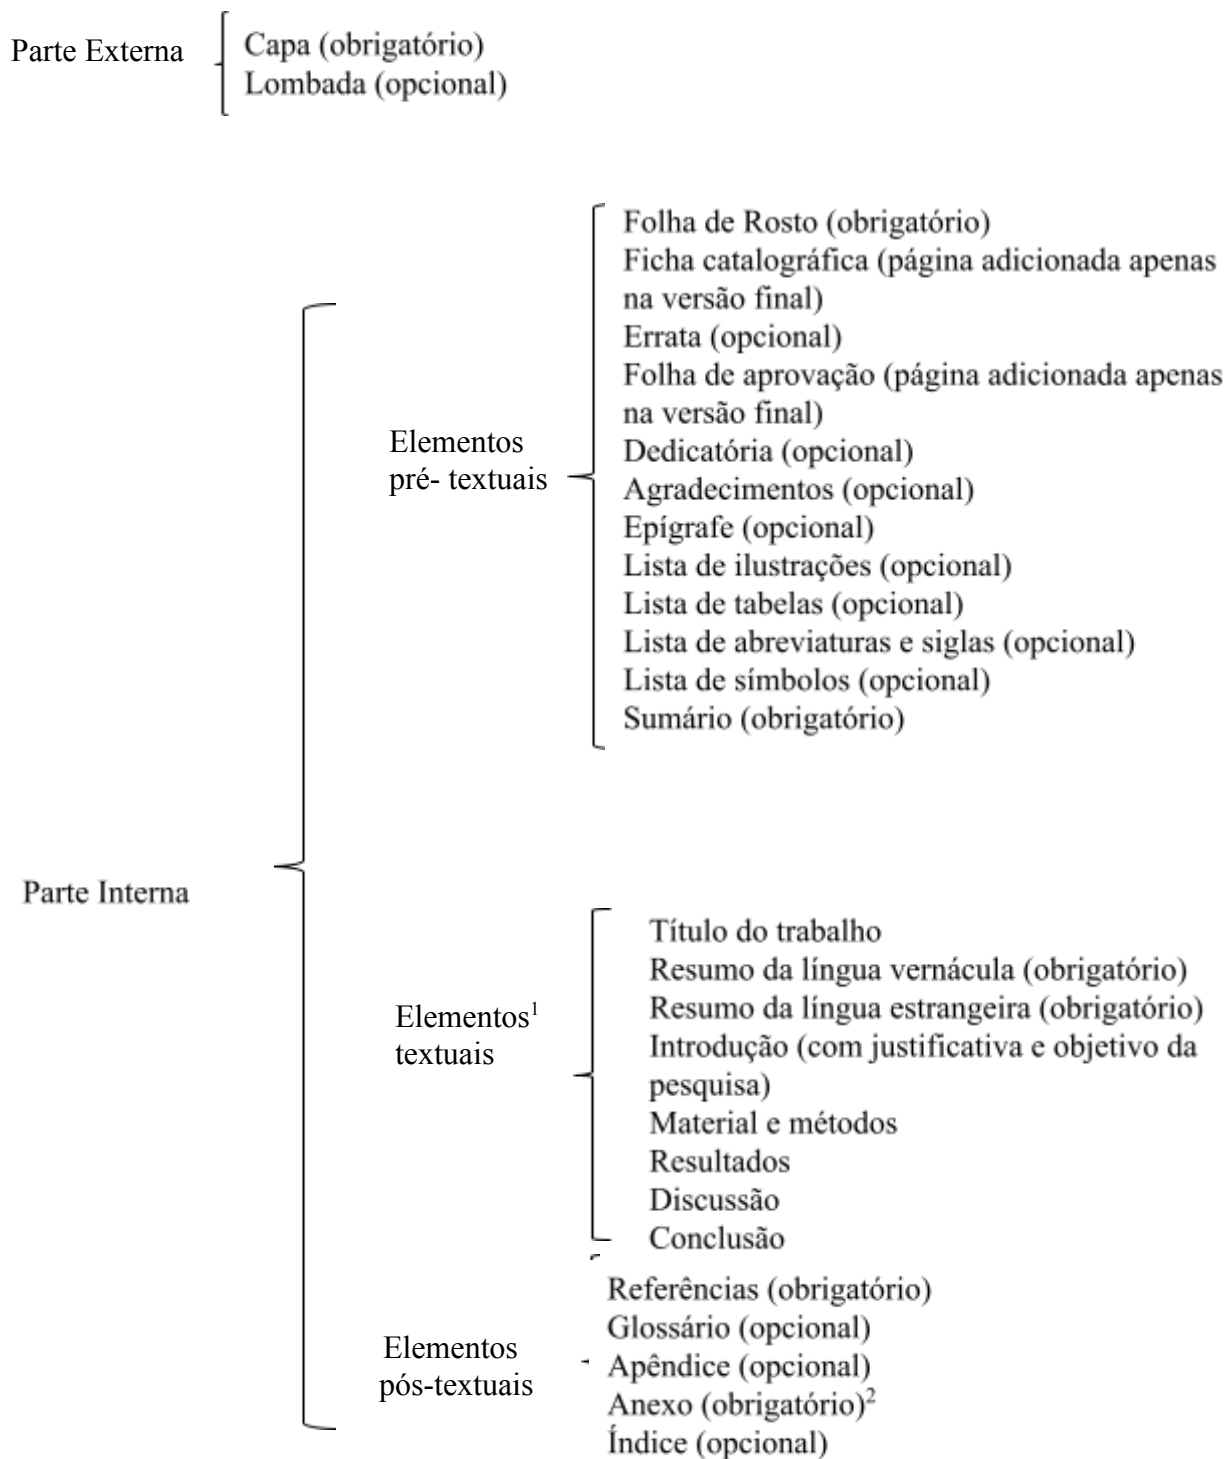 Parte Externa
Capa (obrigatório)
Lombada (opcional)
Parte Interna
Elementos
pré- textuais
Folha de Rosto (obrigatório)
Ficha catalográfica (página adicionada apenas
na versão final)
Errata (opcional)
Folha de aprovação (página adicionada apenas
na versão final)
Dedicatória (opcional)
Agradecimentos (opcional)
Epígrafe (opcional)
Lista de ilustrações (opcional)
Lista de tabelas (opcional)
Lista de abreviaturas e siglas (opcional)
Lista de símbolos (opcional)
Sumário (obrigatório)
Elementos¹
textuais
Título do trabalho
Resumo da língua vernácula (obrigatório)
Resumo da língua estrangeira (obrigatório)
Introdução (com justificativa e objetivo da
pesquisa)
Material e métodos
Resultados
Discussão
Conclusão
Elementos
pós-textuais
Referências (obrigatório)
Glossário (opcional)
Apêndice (opcional)
Anexo (obrigatório)²
Índice (opcional)